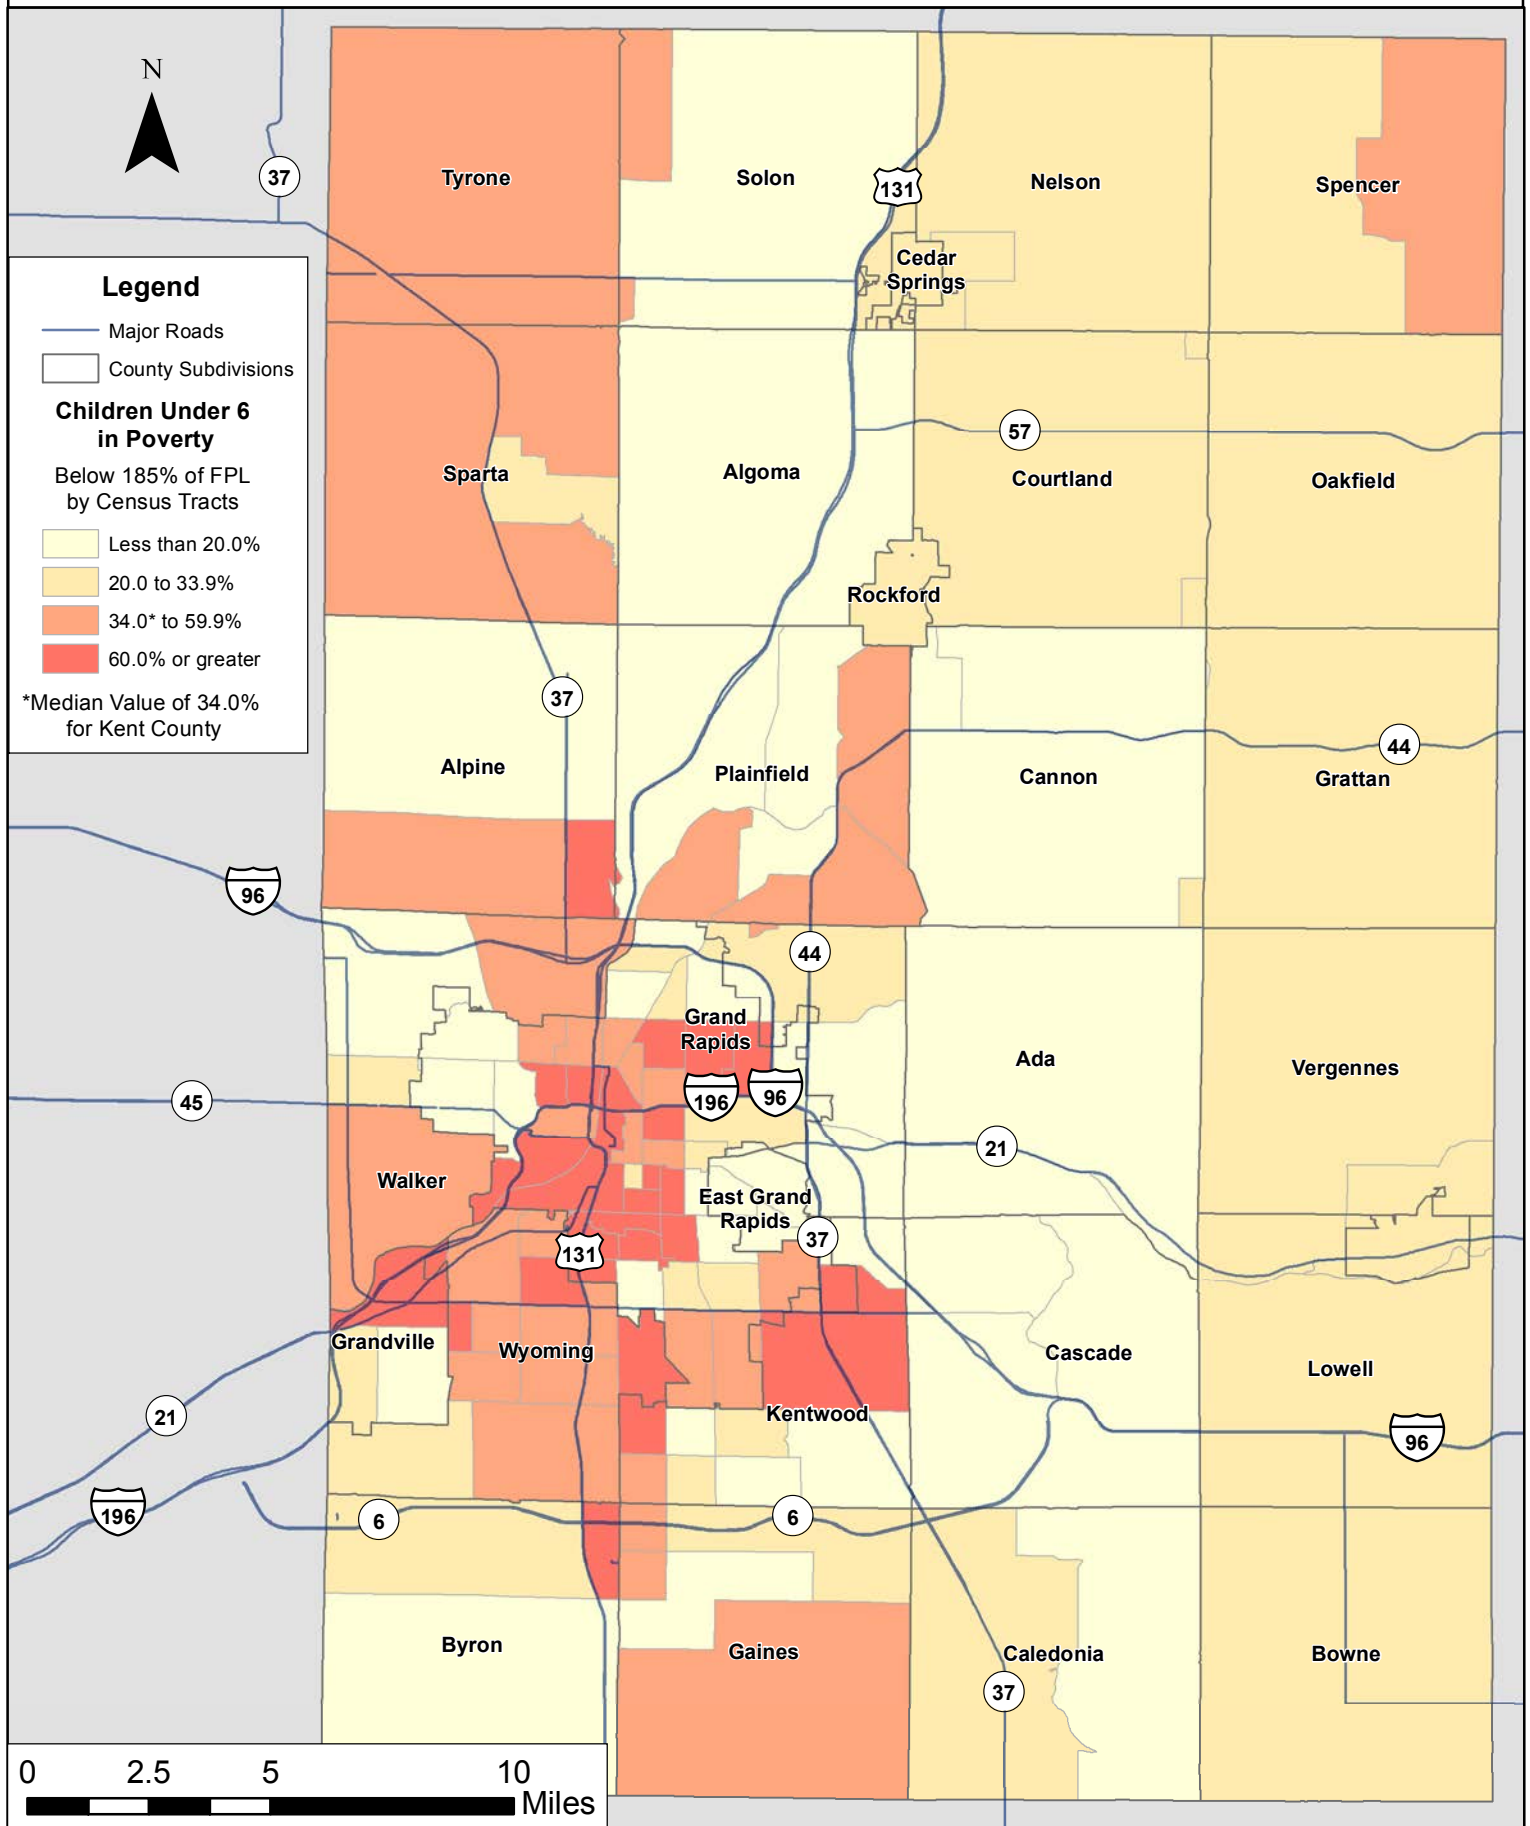 N
37
Tyrone
Solon
131
Nelson
Spencer
Cedar
Springs
Legend
Major Roads
County Subdivisions
Children Under 6
in Poverty
Below 185% of FPL
by Census Tracts
Less than 20.0%
20.0 to 33.9%
34.0* to 59.9%
60.0% or greater
*Median Value of 34.0%
for Kent County
57
Sparta
Algoma
Courtland
Oakfield
Rockford
37
44
Alpine
Plainfield
Cannon
Grattan
96
44
Grand
Rapids
Ada
Vergennes
45
196
96
21
Walker
East Grand
Rapids
131
37
Grandville
Wyoming
Cascade
Lowell
21
Kentwood
96
196
6
6
Byron
Gaines
Caledonia
Bowne
37
0 2.5 5 10
Miles